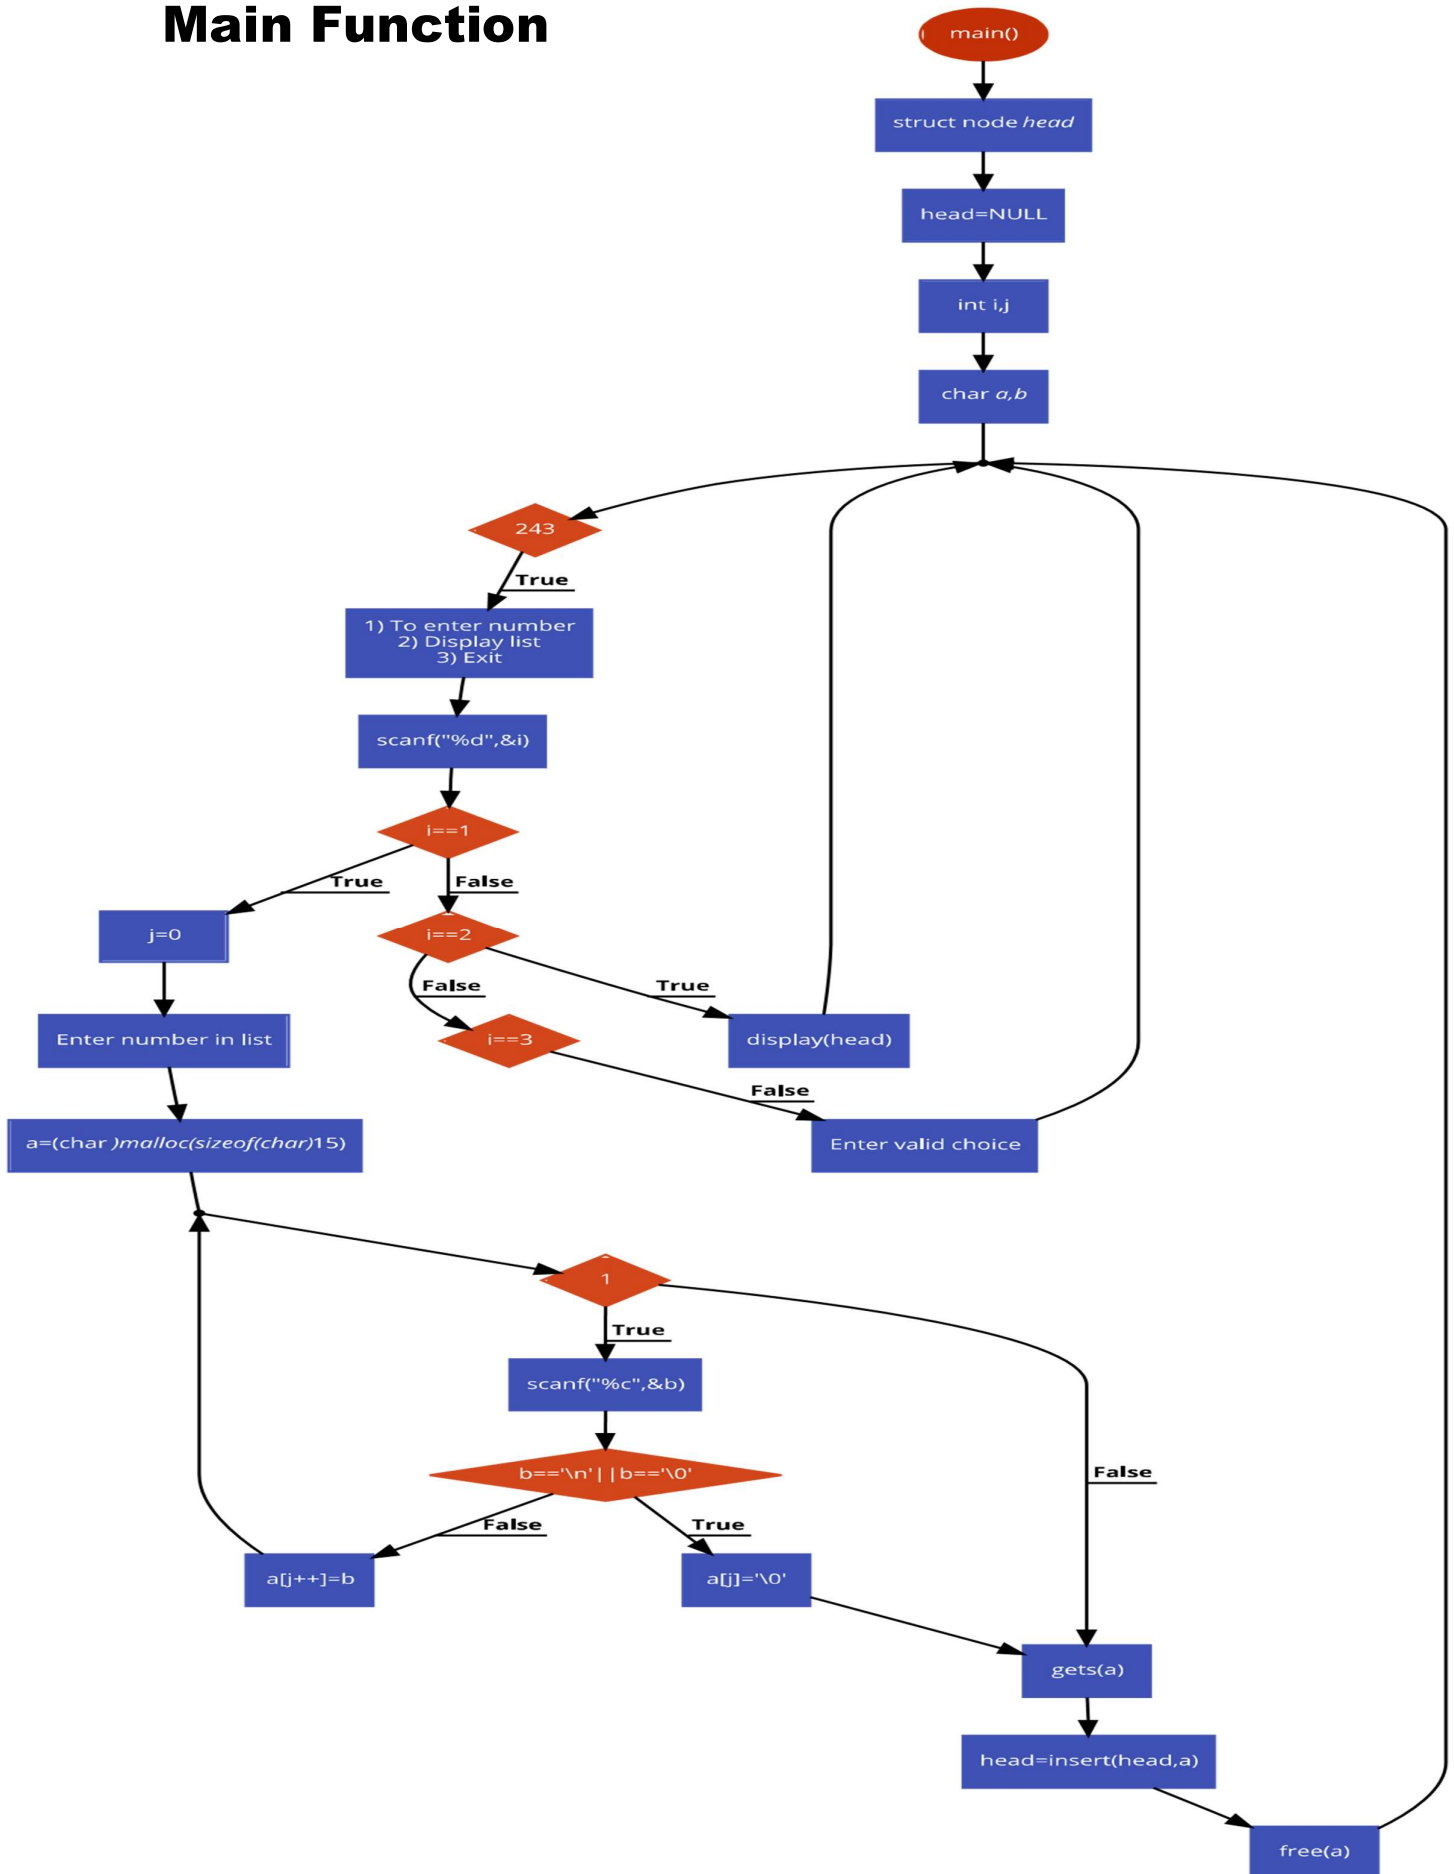 Main Function
main()
struct node head
head=NULL
int i,j
char a,b
243
True
1) To enter number
2) Display list
3) Exit
scanf("%d",&i)
i==1
True
False
j=0
i==2
False
True
Enter number in list
i==3
display(head)
False
a=(char )malloc(sizeof(char)15)
Enter valid choice
1
True
scanf("%c",&b)
b=='\n'||b=='\0'
False
False
True
a[j++]=b
a[j]='\0'
gets(a)
head=insert(head,a)
free(a)